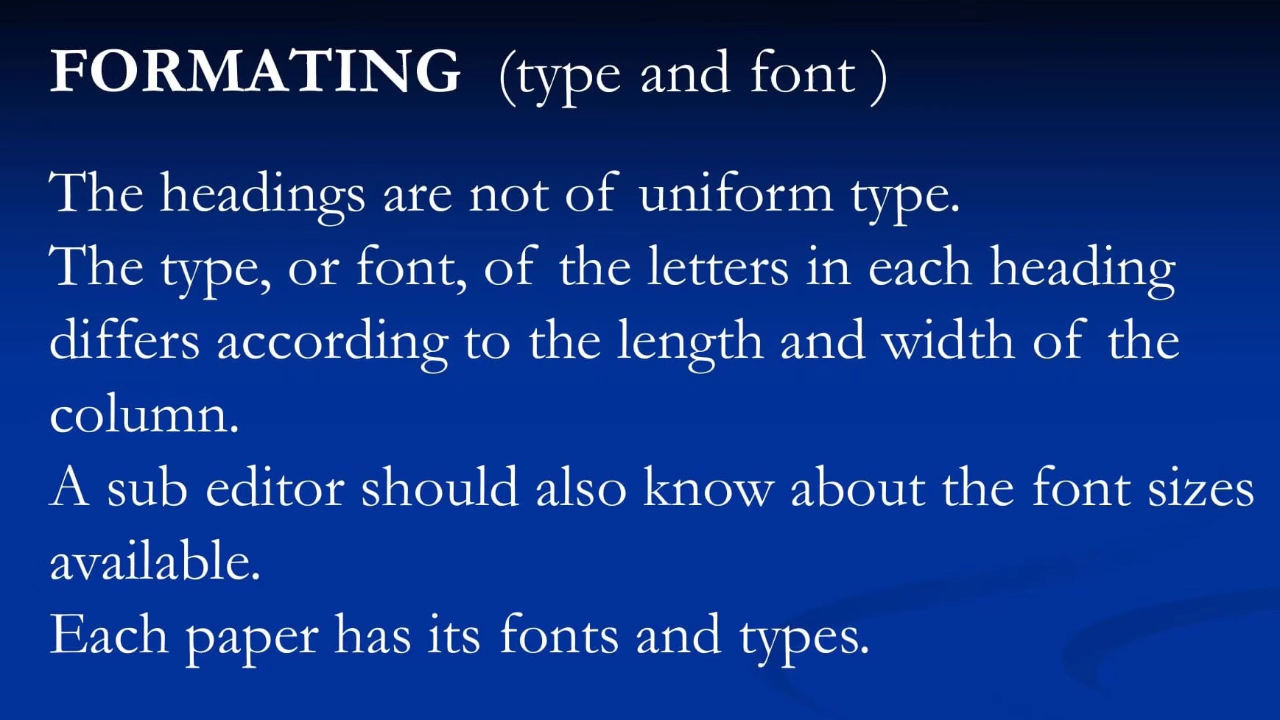 FORMATING (type and font )
The headings are not of uniform type.
The type, or font, of the letters in each heading
differs according to the length and width of the
column.
A sub editor should also know about the font sizes
available.
Each paper has its fonts and types.